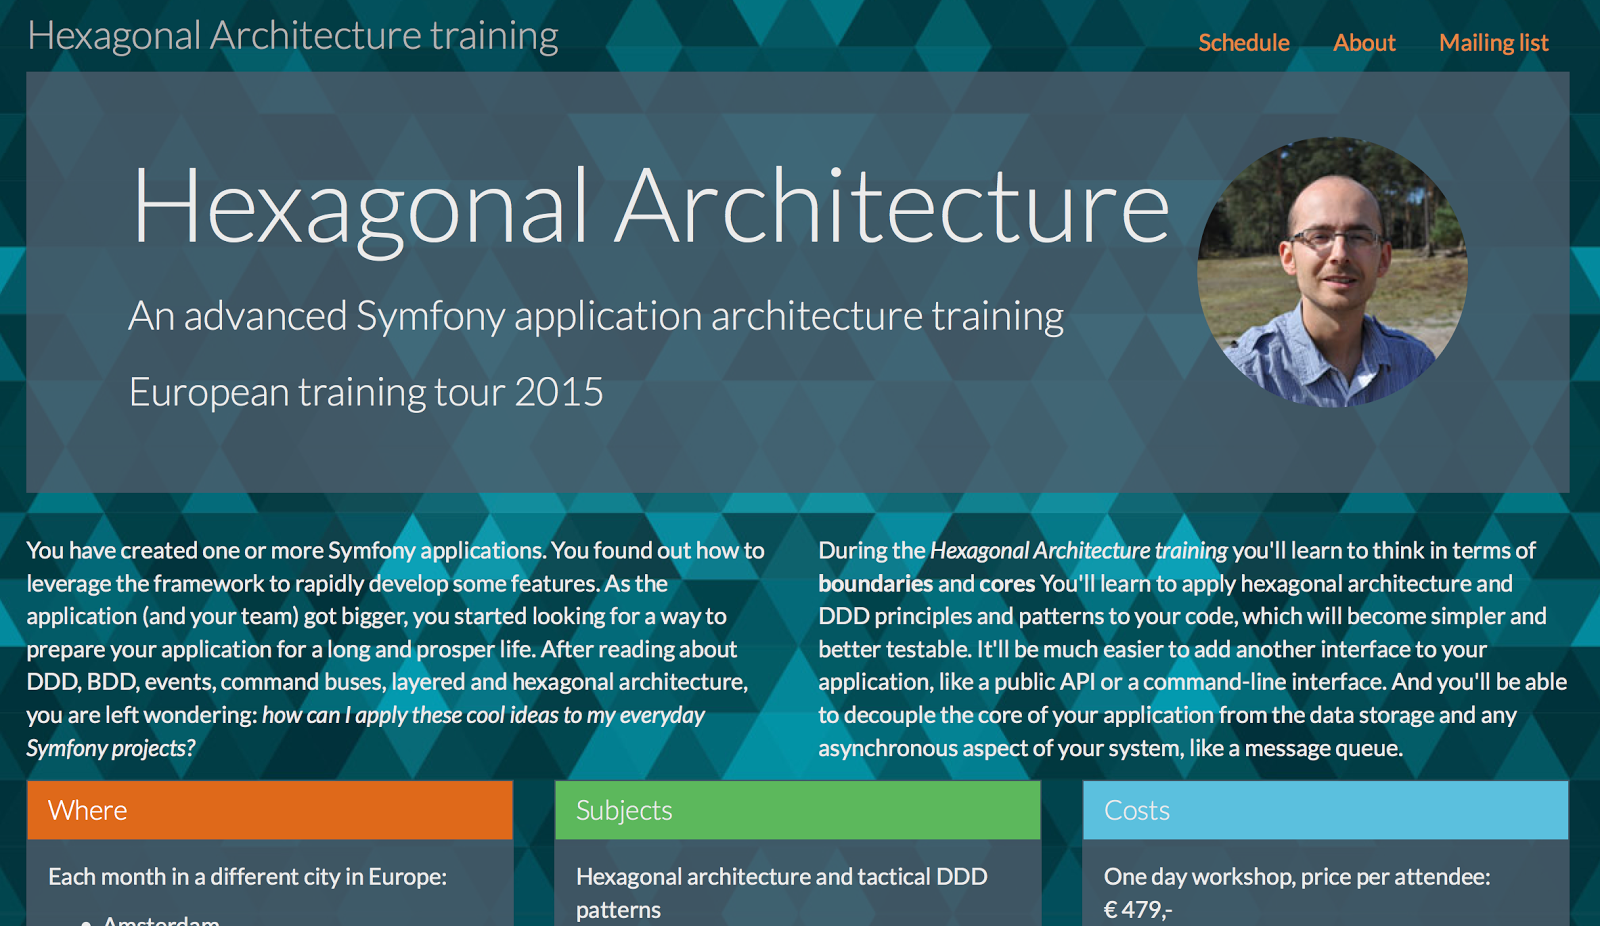 Hexagonal Architecture training
Schedule About Mailing list
Hexagonal Architecture
An advanced Symfony application architecture training
European training tour 2015
You have created one or more Symfony applications. You found out how to
leverage the framework to rapidly develop some features. As the
application (and your team) got bigger, you started looking for a way to
prepare your application for a long and prosper life. After reading about
DDD, BDD, events, command buses, layered and hexagonal architecture,
you are left wondering: how can I apply these cool ideas to my everyday
Symfony projects?
During the Hexagonal Architecture training you'll learn to think in terms of
boundaries and cores You'll learn to apply hexagonal architecture and
DDD principles and patterns to your code, which will become simpler and
better testable. It'll be much easier to add another interface to your
application, like a public API or a command-line interface. And you'll be able
to decouple the core of your application from the data storage and any
asynchronous aspect of your system, like a message queue.
Where
Each month in a different city in Europe:
• Amsterdam
Subjects
Hexagonal architecture and tactical DDD
patterns
Costs
One day workshop, price per attendee:
€ 479,-